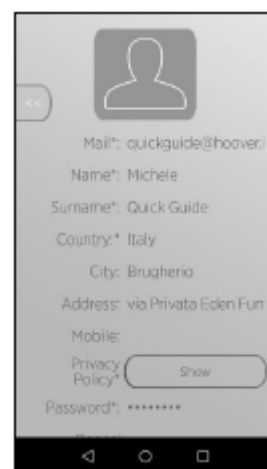 <<
Mail*: quickguide@hoover.i
Name*: Michele
Surname*: Quick Guide
Country:* Italy
City: Brugherio
Address: via Privata Eden Fum
Mobile:
Privacy
Policy* Show
Password*: ••••••••